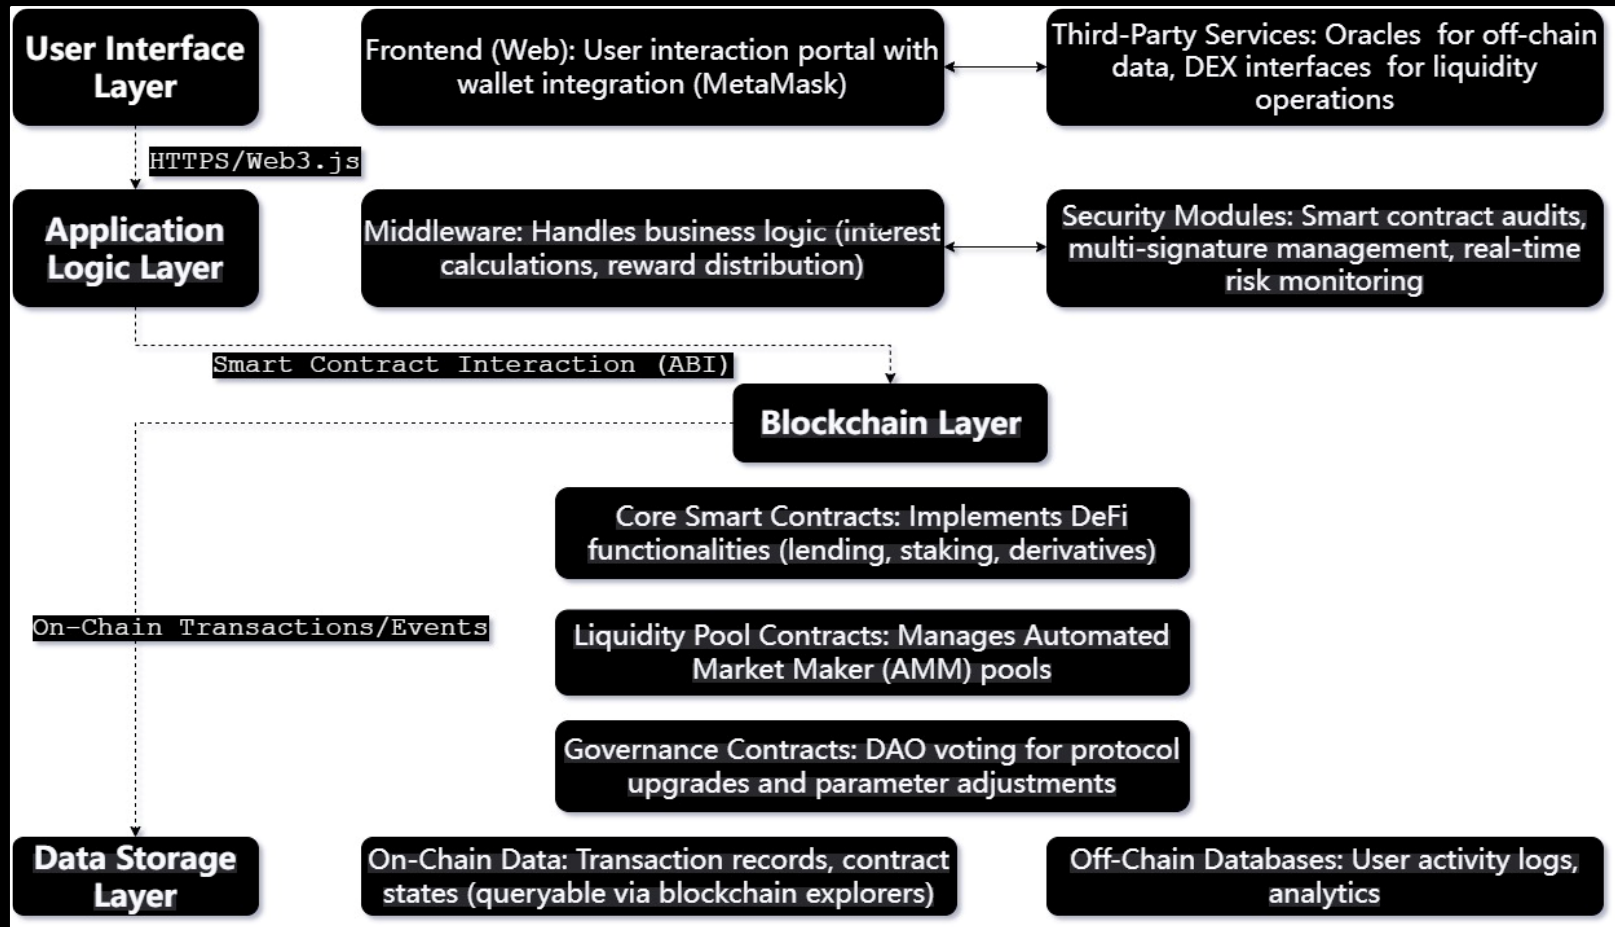 User Interface
Layer
Frontend (Web): User interaction portal with
wallet integration (MetaMask)
Third-Party Services: Oracles for off-chain
data, DEX interfaces for liquidity
operations
HTTPS/Web3.js
Application
Logic Layer
Middleware: Handles business logic (interest
calculations, reward distribution)
Security Modules: Smart contract audits,
multi-signature management, real-time
risk monitoring
Smart Contract Interaction (ABI)
Blockchain Layer
Core Smart Contracts: Implements DeFi
functionalities (lending, staking, derivatives)
On-Chain Transactions/Events
Liquidity Pool Contracts: Manages Automated
Market Maker (AMM) pools
Governance Contracts: DAO voting for protocol
upgrades and parameter adjustments
Data Storage
Layer
On-Chain Data: Transaction records, contract
states (queryable via blockchain explorers)
Off-Chain Databases: User activity logs,
analytics